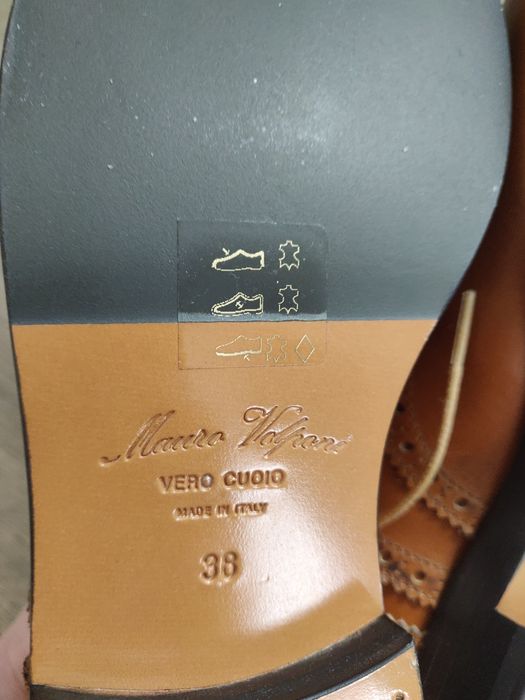 Mauro Volponi
VERO CUOIO
MADE IN ITALY
38